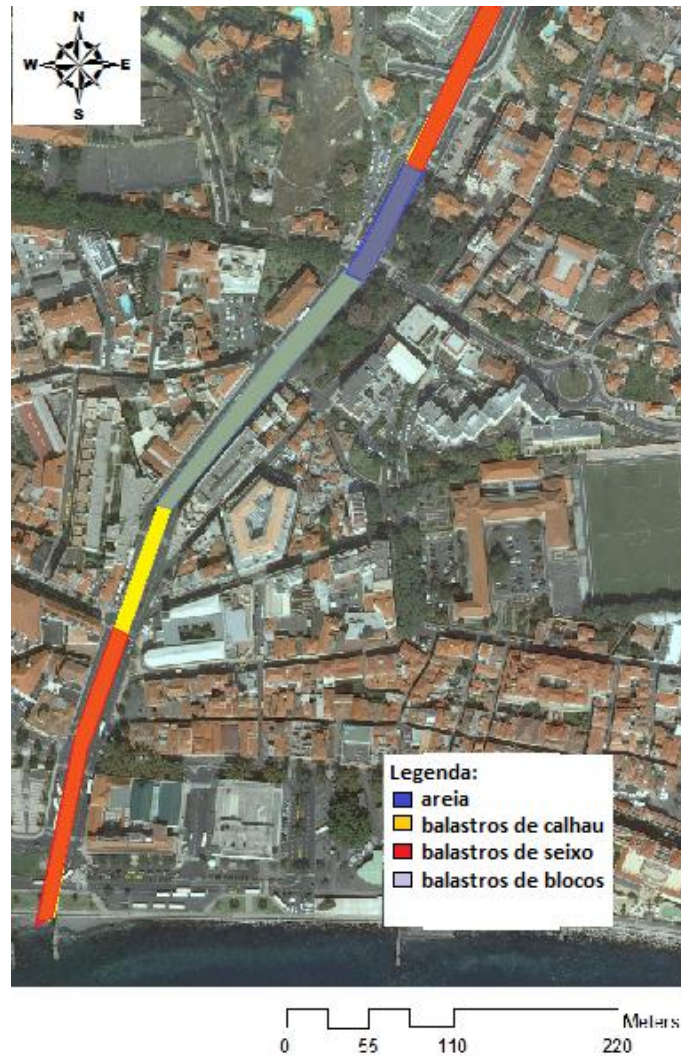 N
W E
S
Legenda:
areia
balastros de calhau
balastros de seixo
balastros de blocos
Meters
0 55 110 220